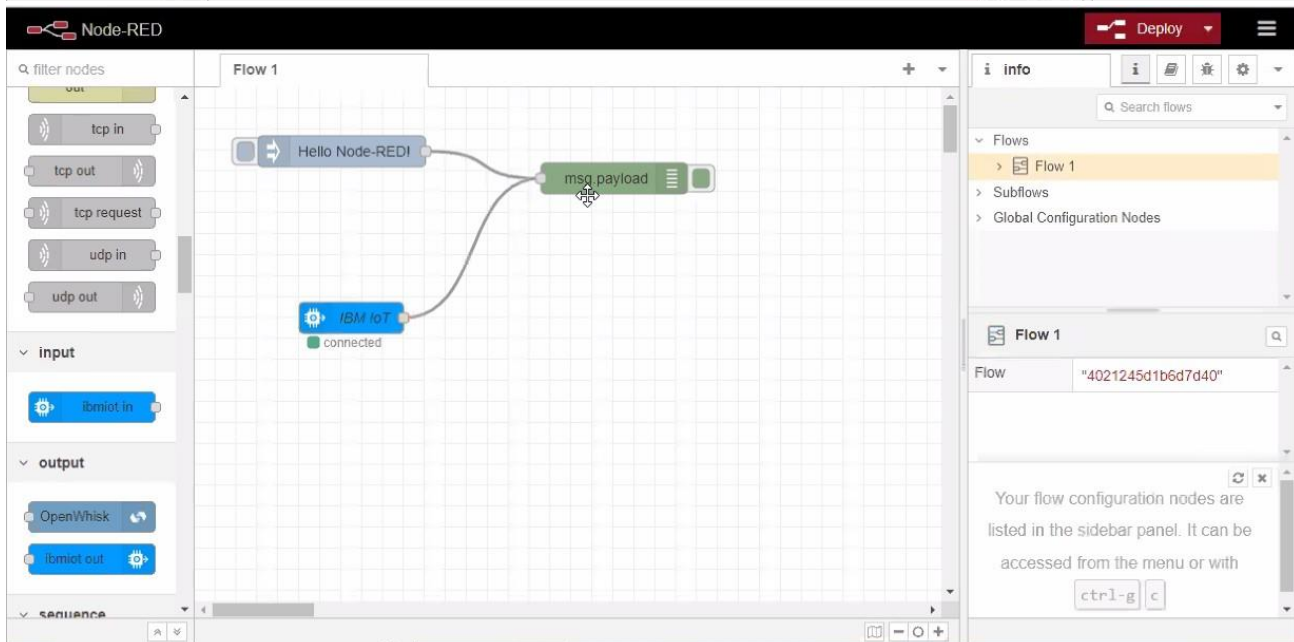 Node-RED
Deploy
filter nodes
Flow 1
info
i
Search flows
out
tcp in
tcp out
tcp request
udp in
udp out
input
ibmiot in
output
OpenWhisk
ibmiot out
sequence
Hello Node-RED!
msg.payload
IBM IoT
connected
Flows
Flow 1
Subflows
Global Configuration Nodes
Flow 1
Flow "4021245d1b6d7d40"
Your flow configuration nodes are
listed in the sidebar panel. It can be
accessed from the menu or with
ctrl-g c